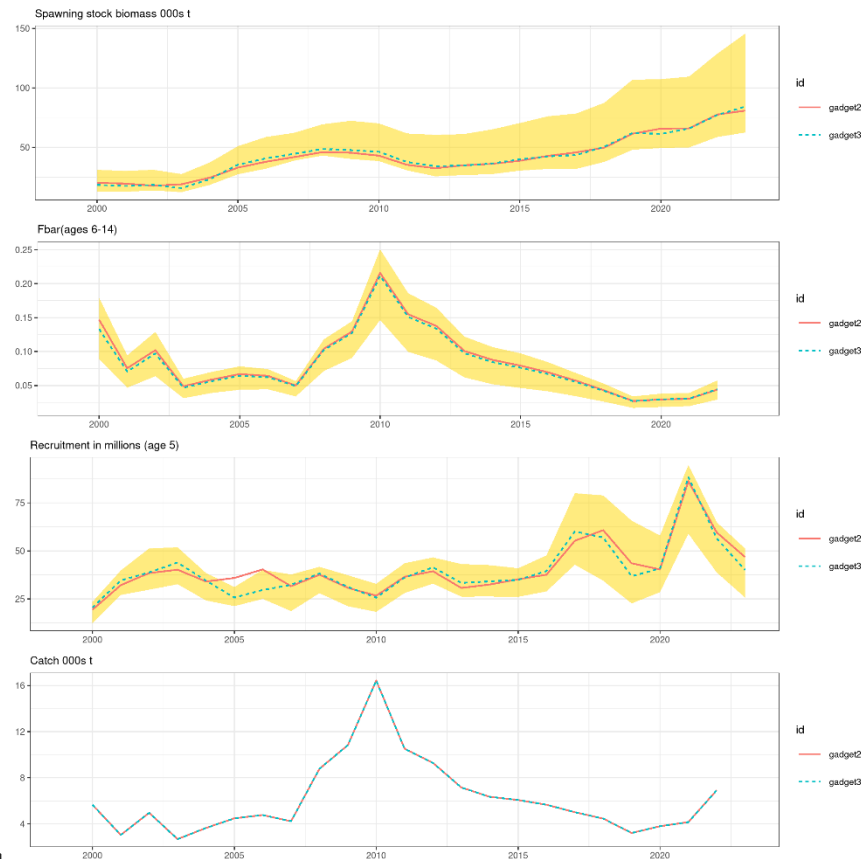 Spawning stock biomass 000s t
150
100
50
2000 2005 2010 2015 2020
id
gadget2
gadget3
Fbar(ages 6-14)
0.25
0.20
0.15
0.10
0.05
2000 2005 2010 2015 2020
id
gadget2
gadget3
Recruitment in millions (age 5)
75
50
25
2000 2005 2010 2015 2020
id
gadget2
gadget3
Catch 000s t
16
12
8
4
2000 2005 2010 2015 2020
id
gadget2
gadget3